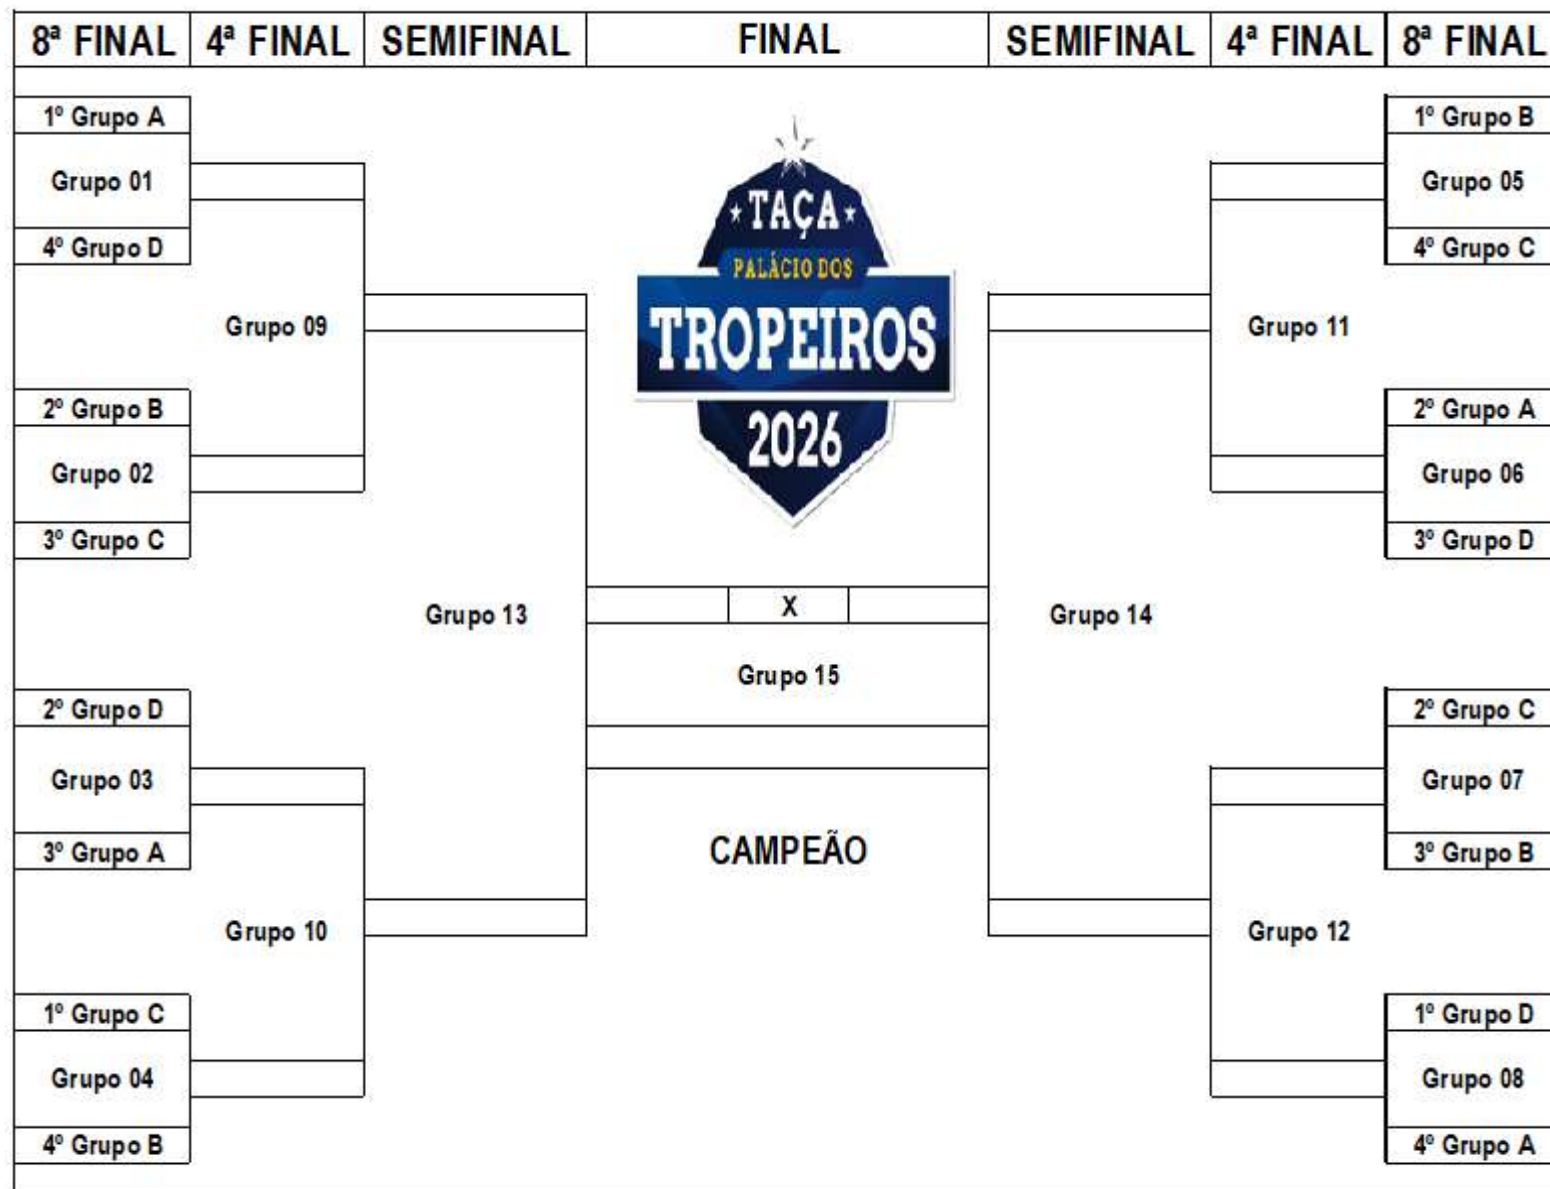 8ª FINAL 4ª FINAL SEMIFINAL FINAL SEMIFINAL 4ª FINAL 8ª FINAL
1º Grupo A
Grupo 01
4º Grupo D
Grupo 09
2º Grupo B
Grupo 02
3º Grupo C
Grupo 13
2º Grupo D
Grupo 03
3º Grupo A
Grupo 10
1º Grupo C
Grupo 04
4º Grupo B
TAÇA
PALÁCIO DOS
TROPEIROS
2026
X
Grupo 15
CAMPEÃO
1º Grupo B
Grupo 05
4º Grupo C
Grupo 11
2º Grupo A
Grupo 06
3º Grupo D
Grupo 14
2º Grupo C
Grupo 07
3º Grupo B
Grupo 12
1º Grupo D
Grupo 08
4º Grupo A